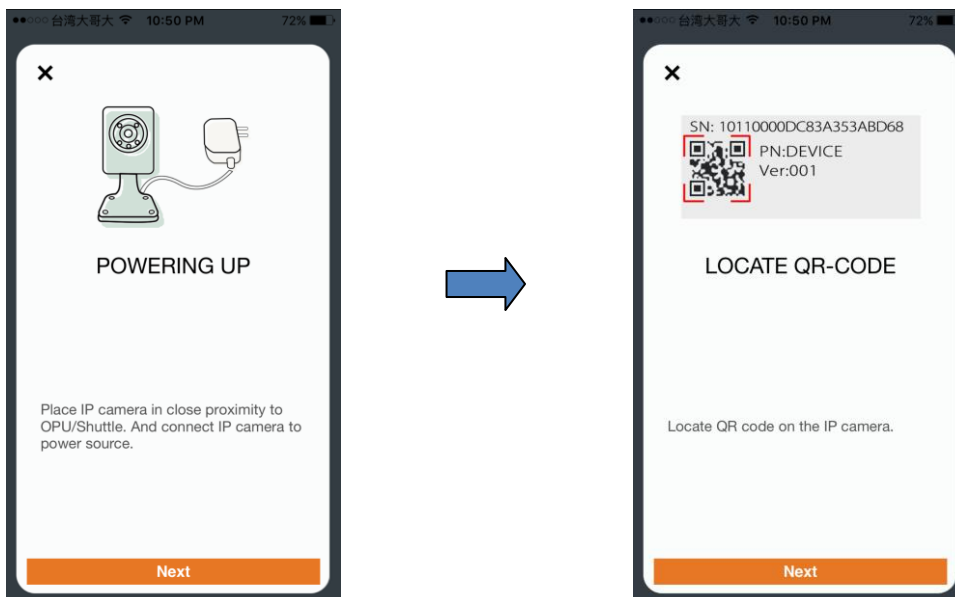 台湾大哥大 10:50 PM 72%
POWERING UP
Place IP camera in close proximity to
OPU/Shuttle. And connect IP camera to
power source.
Next
台湾大哥大 10:50 PM 72%
SN: 10110000DC83A353ABD68
PN:DEVICE
Ver:001
LOCATE QR-CODE
Locate QR code on the IP camera.
Next